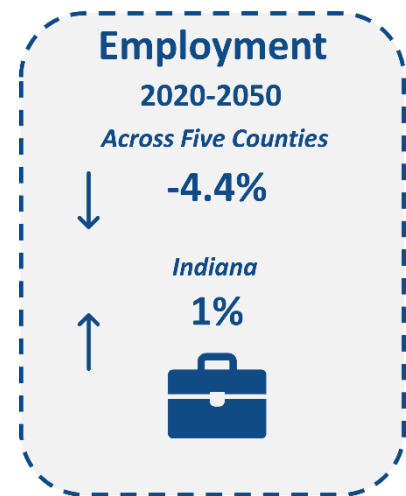 Employment
2020-2050
Across Five Counties
-4.4%
Indiana
1%